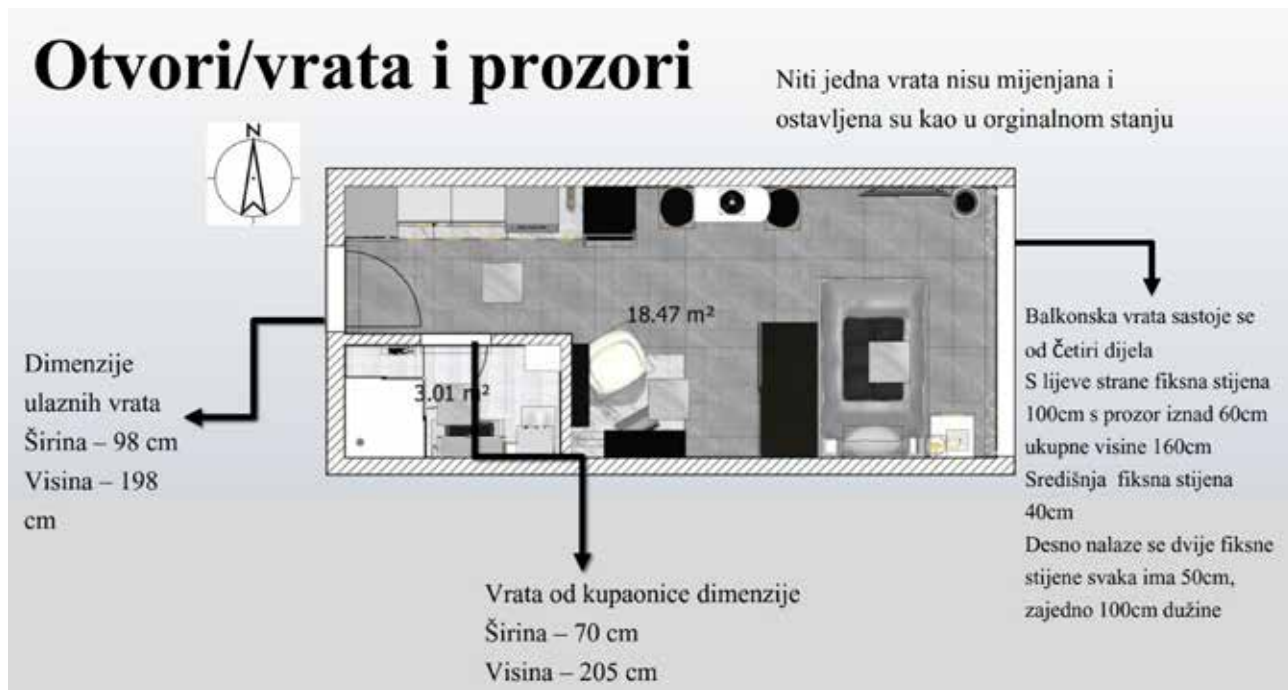 Otvori/vrata i prozori
Niti jedna vrata nisu mijenjana i
ostavljena su kao u orginalnom stanju
N
18.47 m²
3.01 m²
Dimenzije
ulaznih vrata
Širina – 98 cm
Visina – 198
cm
Balkonska vrata sastoje se
od Četiri dijela
S lijeve strane fiksna stijena
100cm s prozor iznad 60cm
ukupne visine 160cm
Središnja fiksna stijena
40cm
Desno nalaze se dvije fiksne
stijene svaka ima 50cm,
zajedno 100cm dužine
Vrata od kupaonice dimenzije
Širina – 70 cm
Visina – 205 cm